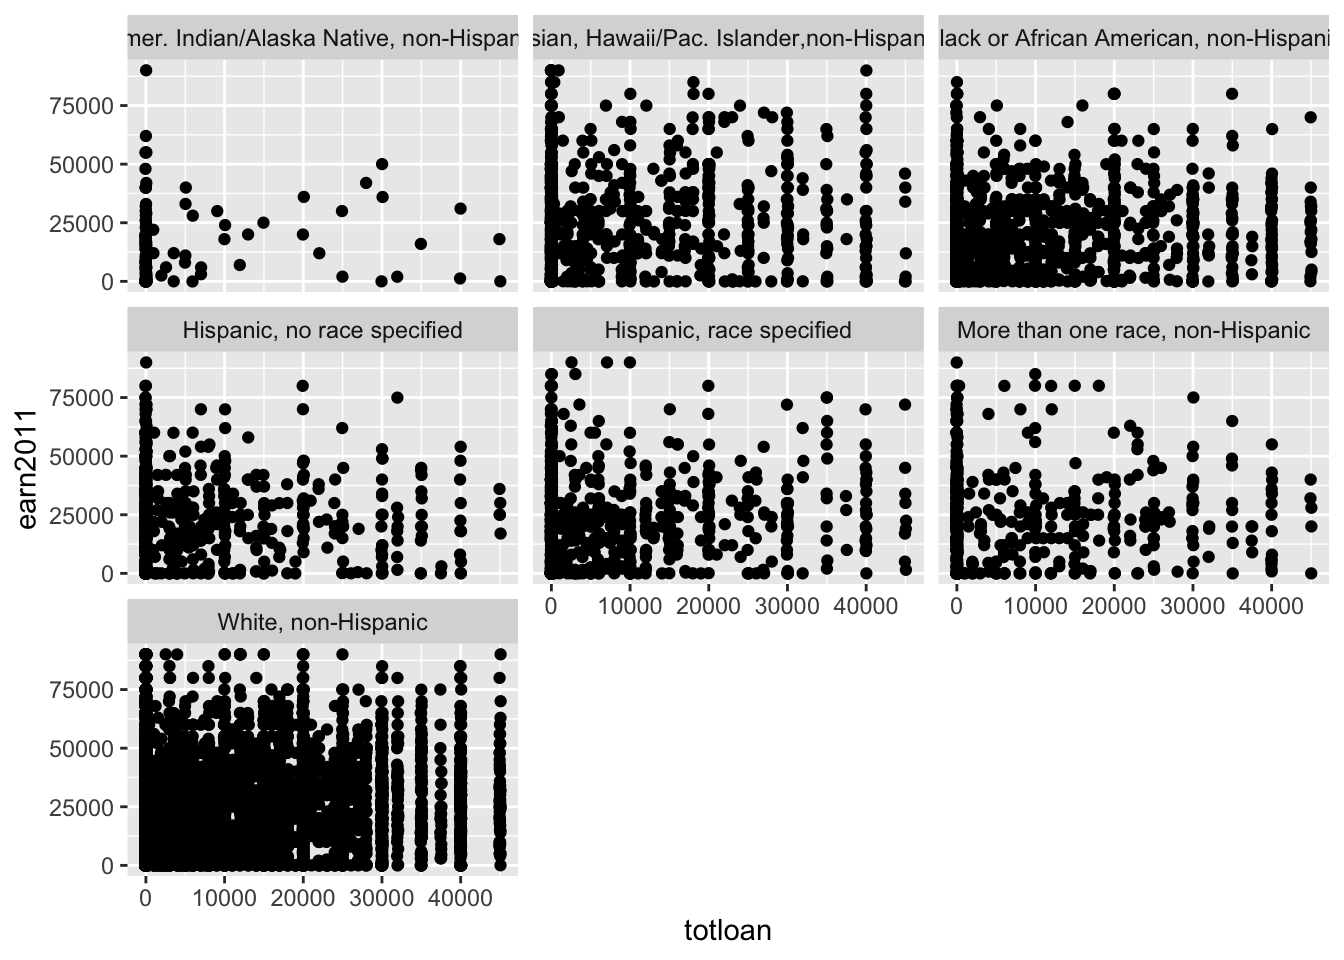 mer. Indian/Alaska Native, non-Hispan
sian, Hawaii/Pac. Islander,non-Hispan
lack or African American, non-Hispani
75000
50000
25000
0
Hispanic, no race specified
Hispanic, race specified
More than one race, non-Hispanic
75000
50000
25000
0
0 10000 20000 30000 40000
0 10000 20000 30000 40000
earn2011
White, non-Hispanic
75000
50000
25000
0
0 10000 20000 30000 40000
totloan